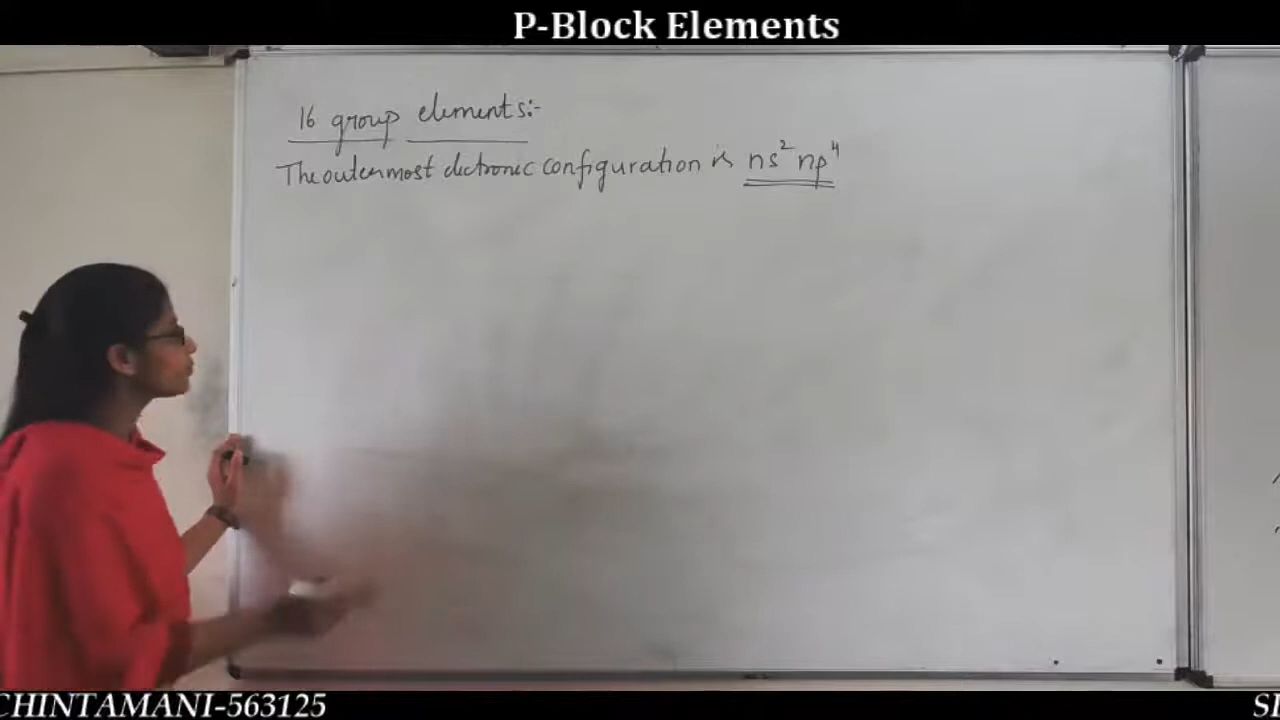 P-Block Elements
16 group elements:-
The outermost electronic configuration is ns² np⁴
CHINTAMANI-563125